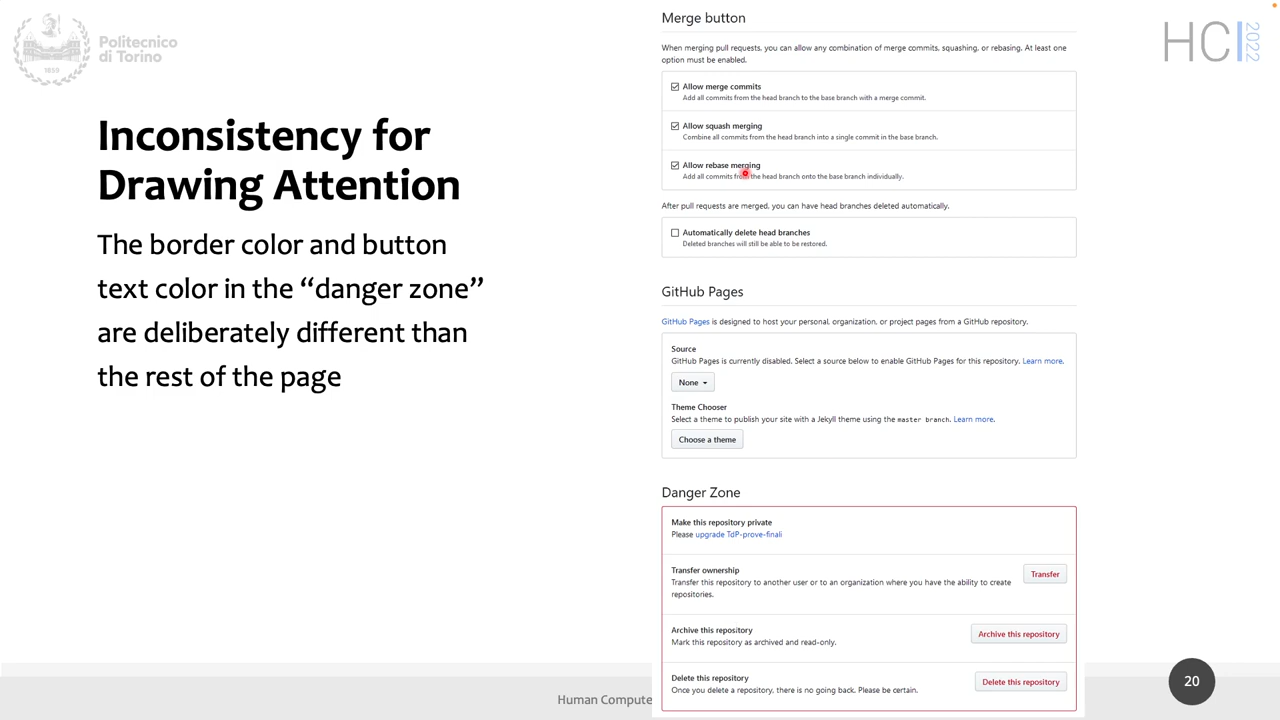 Politecnico
di Torino
1859
HCI 2022
Inconsistency for
Drawing Attention
The border color and button
text color in the “danger zone”
are deliberately different than
the rest of the page
Merge button
When merging pull requests, you can allow any combination of merge commits, squashing, or rebasing. At least one
option must be enabled.
Allow merge commits
Add all commits from the head branch to the base branch with a merge commit.
Allow squash merging
Combine all commits from the head branch into a single commit in the base branch.
Allow rebase merging
Add all commits from the head branch onto the base branch individually.
After pull requests are merged, you can have head branches deleted automatically.
Automatically delete head branches
Deleted branches will still be able to be restored.
GitHub Pages
GitHub Pages is designed to host your personal, organization, or project pages from a GitHub repository.
Source
GitHub Pages is currently disabled. Select a source below to enable GitHub Pages for this repository. Learn more.
None
Theme Chooser
Select a theme to publish your site with a Jekyll theme using the master branch. Learn more.
Choose a theme
Danger Zone
Make this repository private
Please upgrade TdP-prove-finali
Transfer ownership
Transfer this repository to another user or to an organization where you have the ability to create
repositories.
Transfer
Archive this repository
Mark this repository as archived and read-only.
Archive this repository
Delete this repository
Once you delete a repository, there is no going back. Please be certain.
Delete this repository
Human Compute
20